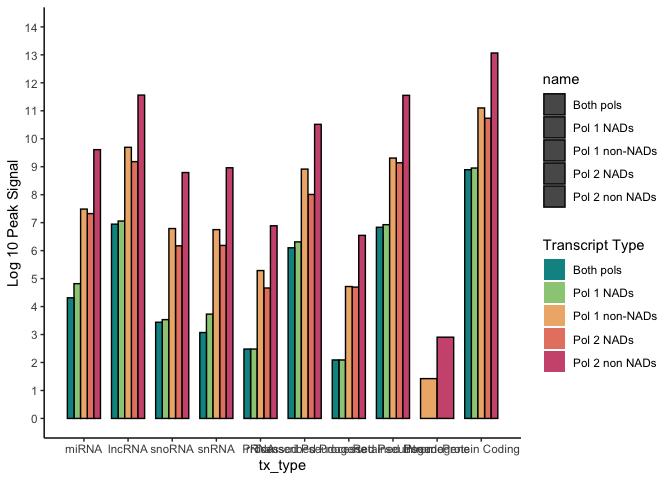 14
13
12
11
10
9
8
7
6
5
4
3
2
1
0
Log 10 Peak Signal
miRNA lncRNA snoRNA snRNA Protein Coding
tx_type
name
Both pols
Pol 1 NADs
Pol 1 non-NADs
Pol 2 NADs
Pol 2 non NADs
Transcript Type
Both pols
Pol 1 NADs
Pol 1 non-NADs
Pol 2 NADs
Pol 2 non NADs